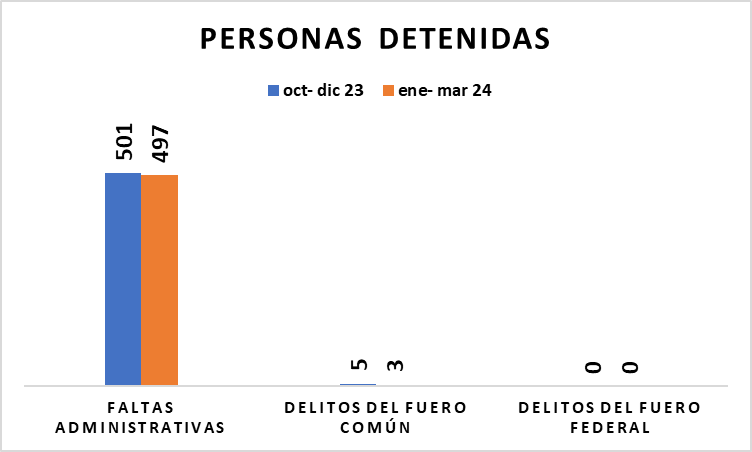 PERSONAS DETENIDAS
oct- dic 23 ene- mar 24
501 497
5 3
0 0
FALTAS ADMINISTRATIVAS
DELITOS DEL FUERO COMÚN
DELITOS DEL FUERO FEDERAL